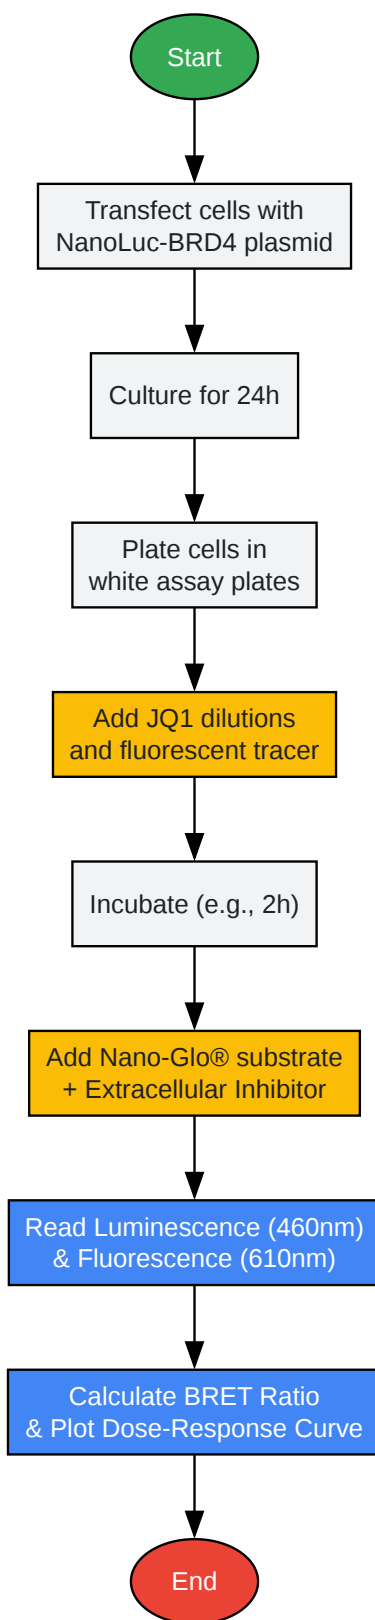 Start
Transfect cells with
NanoLuc-BRD4 plasmid
Culture for 24h
Plate cells in
white assay plates
Add JQ1 dilutions
and fluorescent tracer
Incubate (e.g., 2h)
Add Nano-Glo® substrate
+ Extracellular Inhibitor
Read Luminescence (460nm)
& Fluorescence (610nm)
Calculate BRET Ratio
& Plot Dose-Response Curve
End